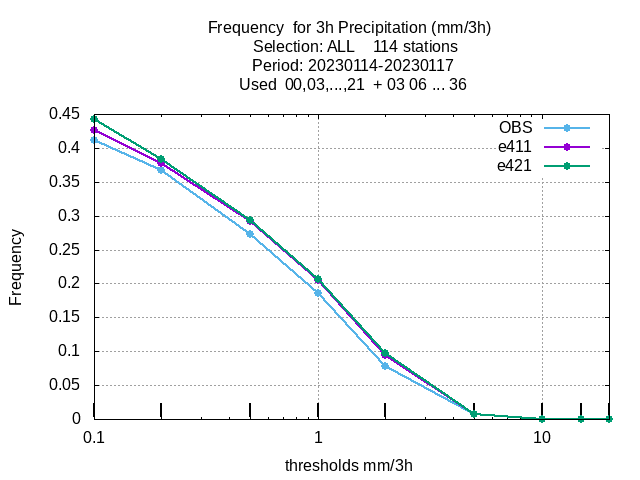 Frequency  for 3h Precipitation (mm/3h)
Selection: ALL    114 stations
Period: 20230114-20230117
Used  00,03,...,21  + 03 06 ... 36
OBS
e411
e421
0.45
0.4
0.35
0.3
0.25
0.2
0.15
0.1
0.05
0
Frequency
0.1
1
10
thresholds mm/3h